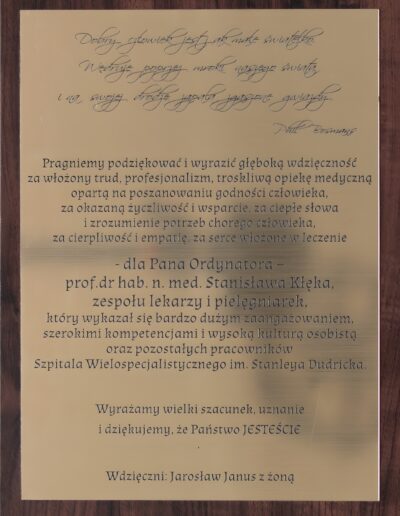 Dobry człowiek jest jak małe światełko
Wędruje poprzez mroki naszego świata
i na swojej drodze zapala zgaszone gwiazdy
Phil Bosmans
Pragniemy podziękować i wyrazić głęboką wdzięczność
za włożony trud, profesjonalizm, troskliwą opiekę medyczną
opartą na poszanowaniu godności człowieka,
za okazaną życzliwość i wsparcie, za ciepłe słowa
i zrozumienie potrzeb chorego człowieka,
za cierpliwość i empatię, za serce włożone w leczenie
- dla Pana Ordynatora –
prof.dr hab. n. med. Stanisława Kłęka,
zespołu lekarzy i pielęgniarek,
który wykazał się bardzo dużym zaangażowaniem,
szerokimi kompetencjami i wysoką kulturą osobistą
oraz pozostałych pracowników
Szpitala Wielospecjalistycznego im. Stanleya Dudricka.
Wyrażamy wielki szacunek, uznanie
i dziękujemy, że Państwo JESTEŚCIE
.
Wdzięczni: Jarosław Janus z żoną